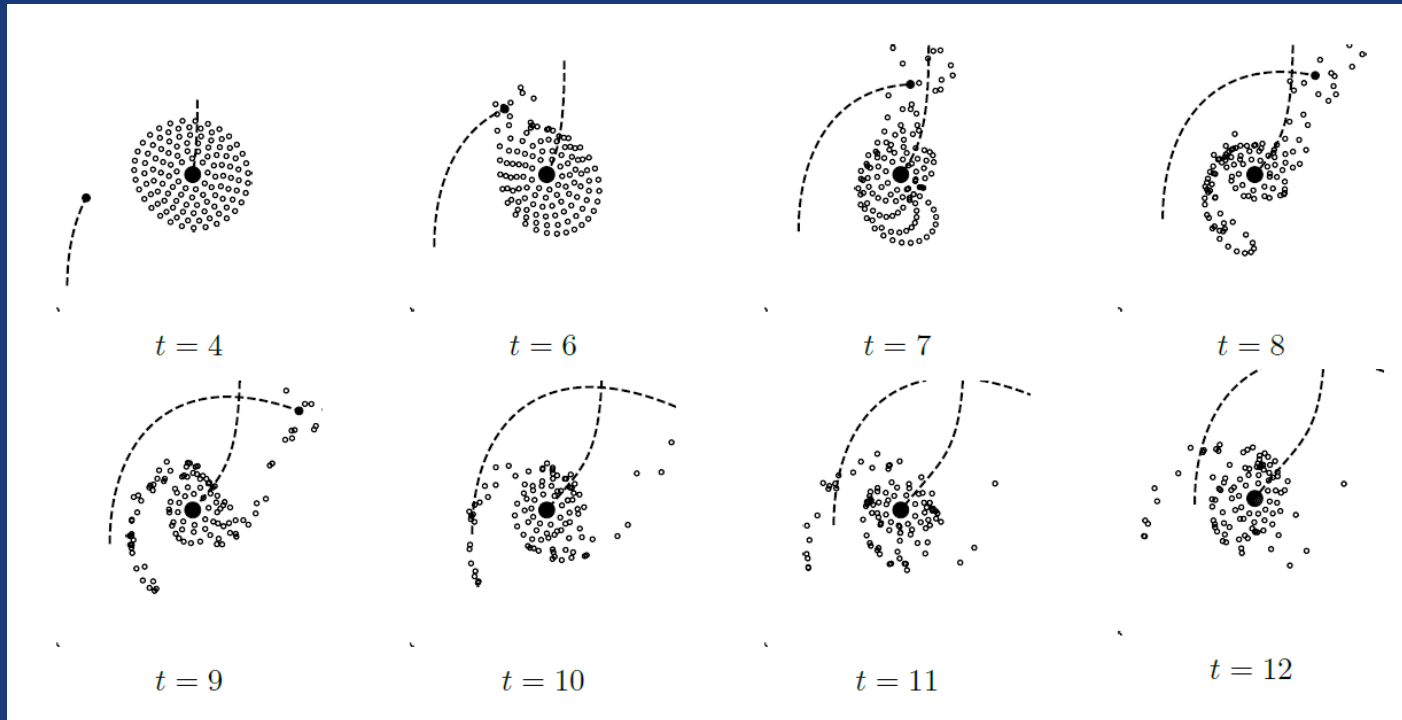 t = 4
t = 6
t = 7
t = 8
t = 9
t = 10
t = 11
t = 12